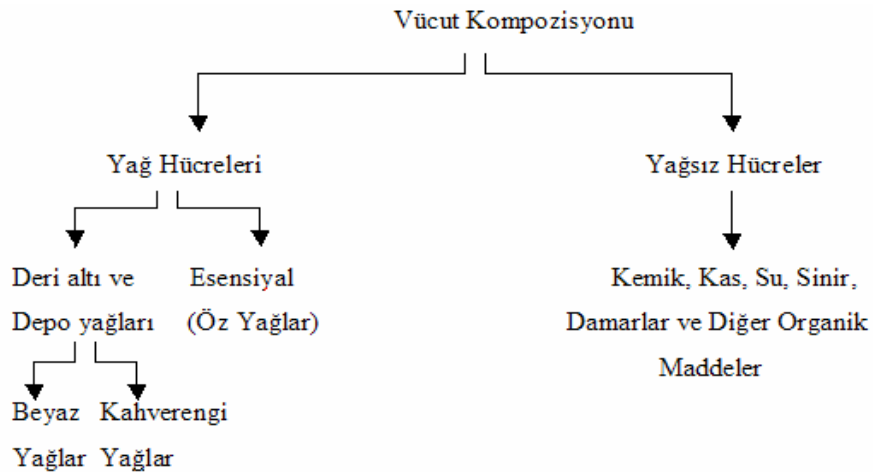 Vücut Kompozisyonu
Yağ Hücreleri
Yağsız Hücreler
Deri altı ve
Depo yağları
Esensiyal
(Öz Yağlar)
Kemik, Kas, Su, Sinir,
Damarlar ve Diğer Organik
Maddeler
Beyaz
Yağlar
Kahverengi
Yağlar